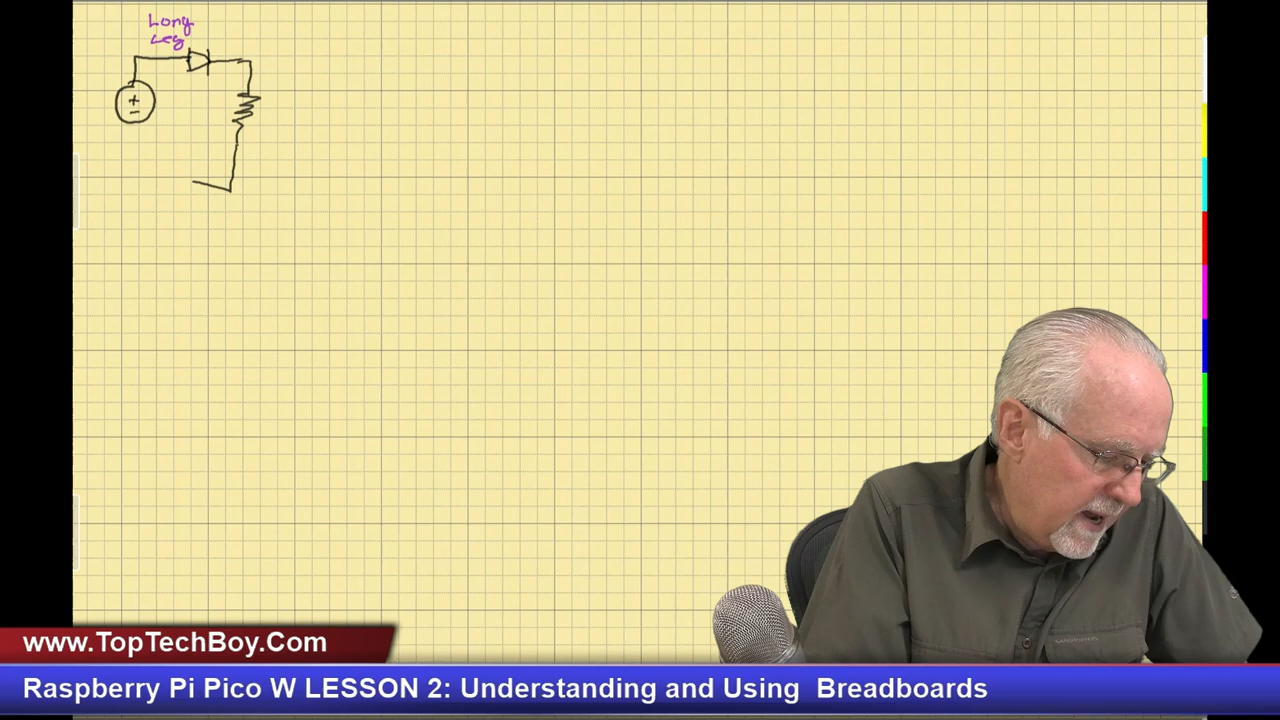 Long
Leg
+
www.TopTechBoy.Com
Raspberry Pi Pico W LESSON 2: Understanding and Using Breadboards